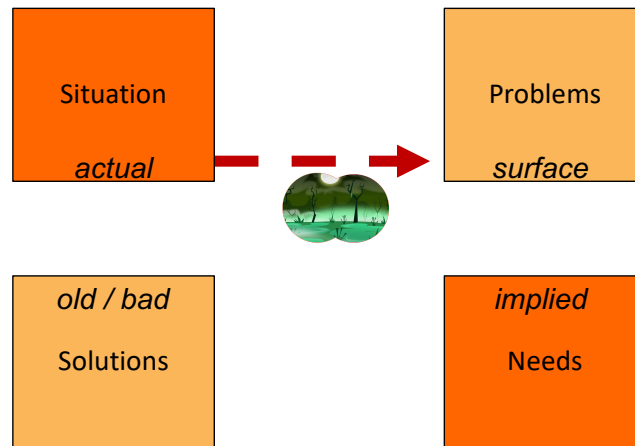 Situation
actual
Problems
surface
old / bad
Solutions
implied
Needs